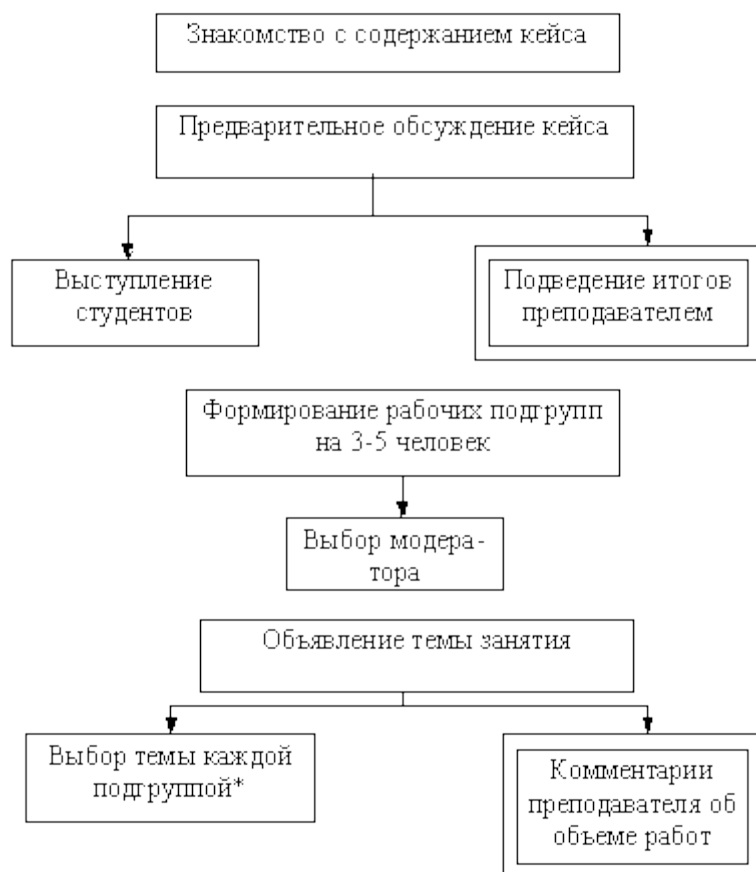 Знакомство с содержанием кейса
Предварительное обсуждение кейса
Выступление
студентов
Подведение итогов
преподавателем
Формирование рабочих подгрупп
на 3-5 человек
Выбор модера-
тора
Объявление темы занятия
Выбор темы каждой
подгруппой*
Комментарии
преподавателя об
объеме работ